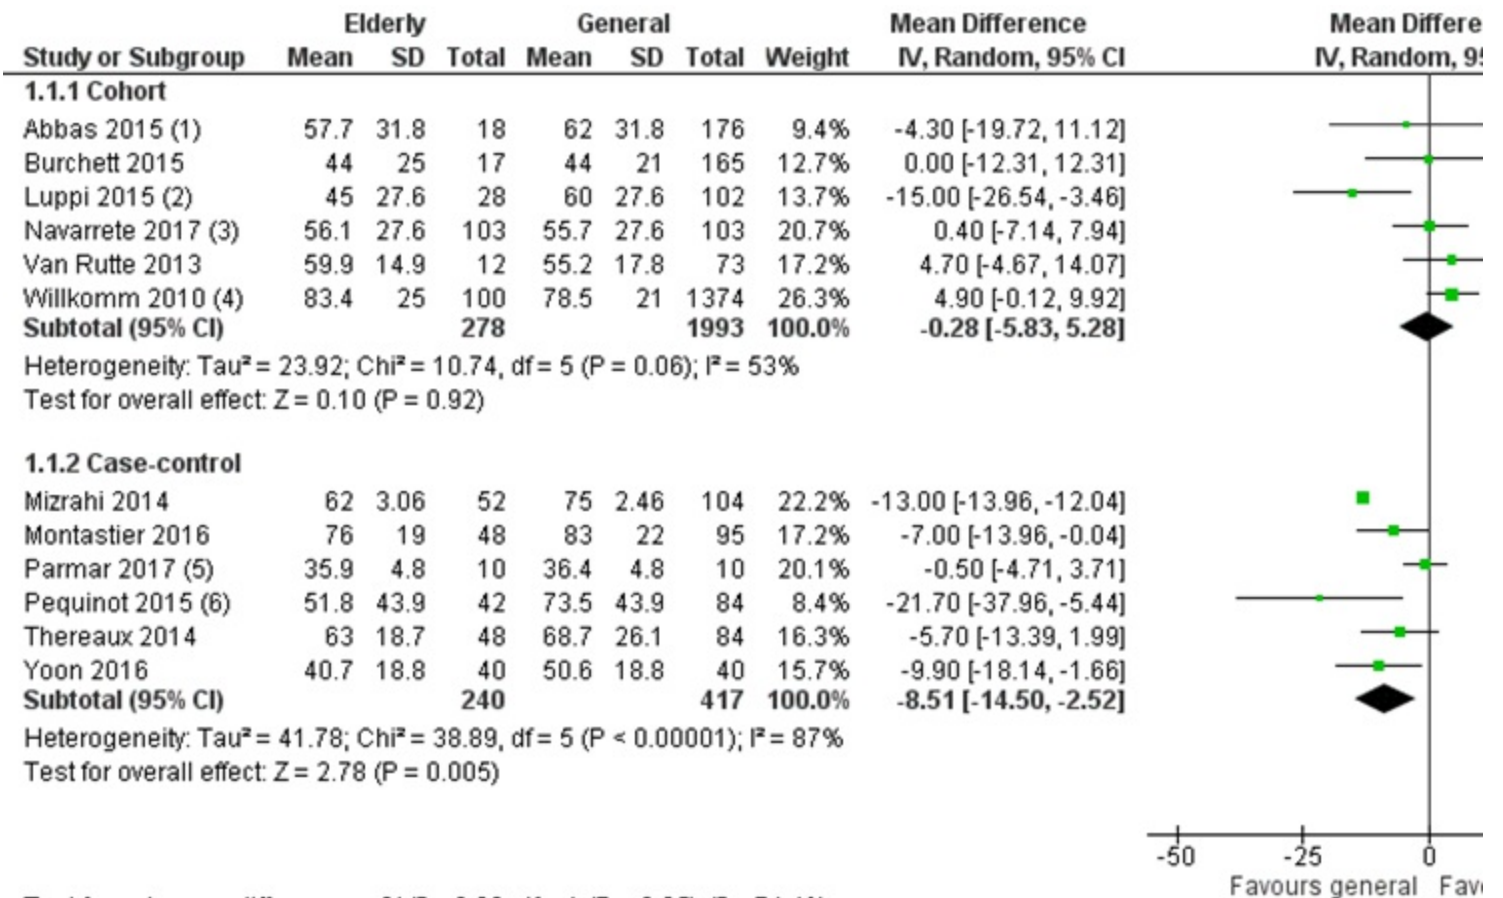 Elderly General Mean Difference Mean Differe
Study or Subgroup Mean SD Total Mean SD Total Weight IV, Random, 95% CI IV, Random, 9
1.1.1 Cohort
Abbas 2015 (1) 57.7 31.8 18 62 31.8 176 9.4% -4.30 [-19.72, 11.12]
Burchett 2015 44 25 17 44 21 165 12.7% 0.00 [-12.31, 12.31]
Luppi 2015 (2) 45 27.6 28 60 27.6 102 13.7% -15.00 [-26.54, -3.46]
Navarrete 2017 (3) 56.1 27.6 103 55.7 27.6 103 20.7% 0.40 [-7.14, 7.94]
Van Rutte 2013 59.9 14.9 12 55.2 17.8 73 17.2% 4.70 [-4.67, 14.07]
Willkomm 2010 (4) 83.4 25 100 78.5 21 1374 26.3% 4.90 [-0.12, 9.92]
Subtotal (95% CI) 278 1993 100.0% -0.28 [-5.83, 5.28]
Heterogeneity: Tau² = 23.92; Chi² = 10.74, df = 5 (P = 0.06); I² = 53%
Test for overall effect: Z = 0.10 (P = 0.92)
1.1.2 Case-control
Mizrahi 2014 62 3.06 52 75 2.46 104 22.2% -13.00 [-13.96, -12.04]
Montastier 2016 76 19 48 83 22 95 17.2% -7.00 [-13.96, -0.04]
Parmar 2017 (5) 35.9 4.8 10 36.4 4.8 10 20.1% -0.50 [-4.71, 3.71]
Pequinot 2015 (6) 51.8 43.9 42 73.5 43.9 84 8.4% -21.70 [-37.96, -5.44]
Thereaux 2014 63 18.7 48 68.7 26.1 84 16.3% -5.70 [-13.39, 1.99]
Yoon 2016 40.7 18.8 40 50.6 18.8 40 15.7% -9.90 [-18.14, -1.66]
Subtotal (95% CI) 240 417 100.0% -8.51 [-14.50, -2.52]
Heterogeneity: Tau² = 41.78; Chi² = 38.89, df = 5 (P < 0.00001); I² = 87%
Test for overall effect: Z = 2.78 (P = 0.005)
-50 -25 0
Favours general Fav